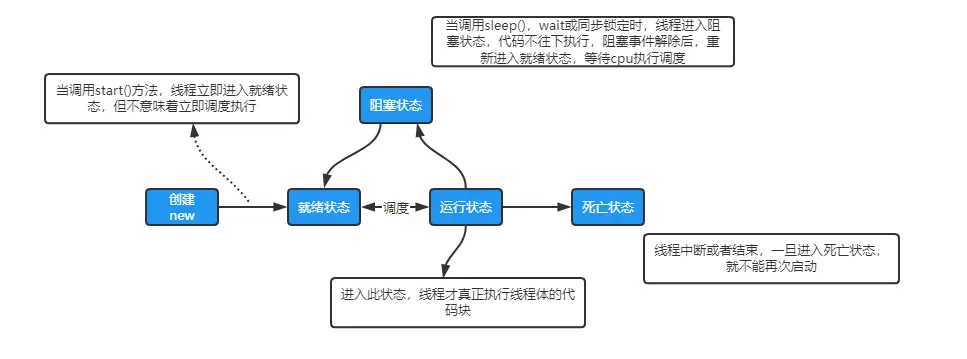 当调用sleep(), wait或同步锁定时，线程进入阻
塞状态，代码不往下执行，阻塞事件解除后，重
新进入就绪状态，等待cpu执行调度
当调用start()方法，线程立即进入就绪状
态，但不意味着立即调度执行
阻塞状态
创建
new
就绪状态
调度
运行状态
死亡状态
线程中断或者结束，一旦进入死亡状态，
就不能再次启动
进入此状态，线程才真正执行线程体的代
码块